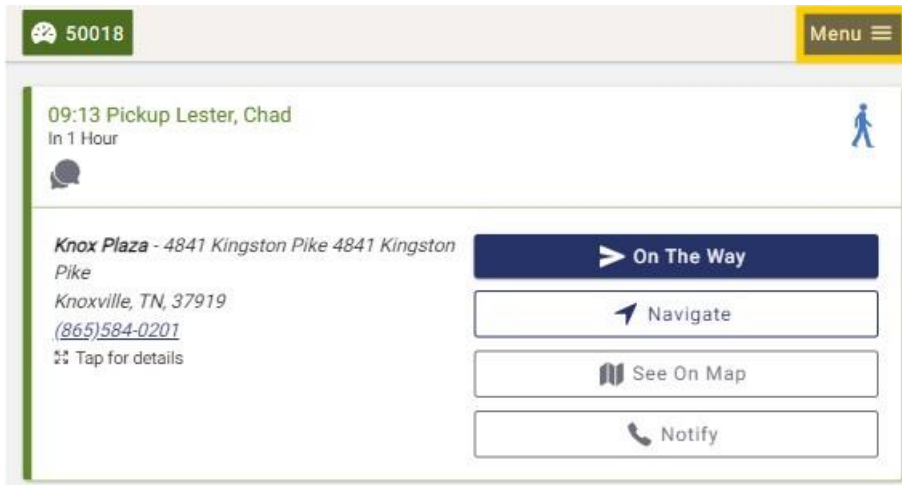 50018
Menu
09:13 Pickup Lester, Chad
In 1 Hour
Knox Plaza - 4841 Kingston Pike 4841 Kingston
Pike
Knoxville, TN, 37919
(865)584-0201
Tap for details
On The Way
Navigate
See On Map
Notify